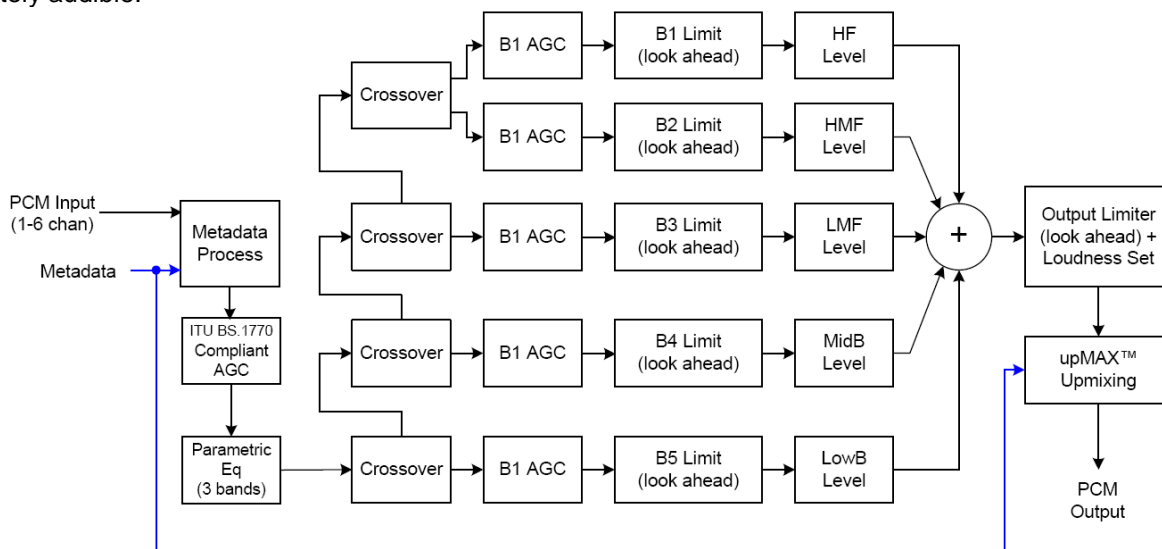 tely audible.
B1 AGC
B1 Limit
(look ahead)
HF
Level
Crossover
B1 AGC
B2 Limit
(look ahead)
HMF
Level
PCM Input
(1-6 chan)
Metadata
Process
Metadata
Crossover
B1 AGC
B3 Limit
(look ahead)
LMF
Level
+
Output Limiter
(look ahead) +
Loudness Set
ITU BS.1770
Compliant
AGC
Crossover
B1 AGC
B4 Limit
(look ahead)
MidB
Level
upMAX™
Upmixing
Parametric
Eq
(3 bands)
Crossover
B1 AGC
B5 Limit
(look ahead)
LowB
Level
PCM
Output